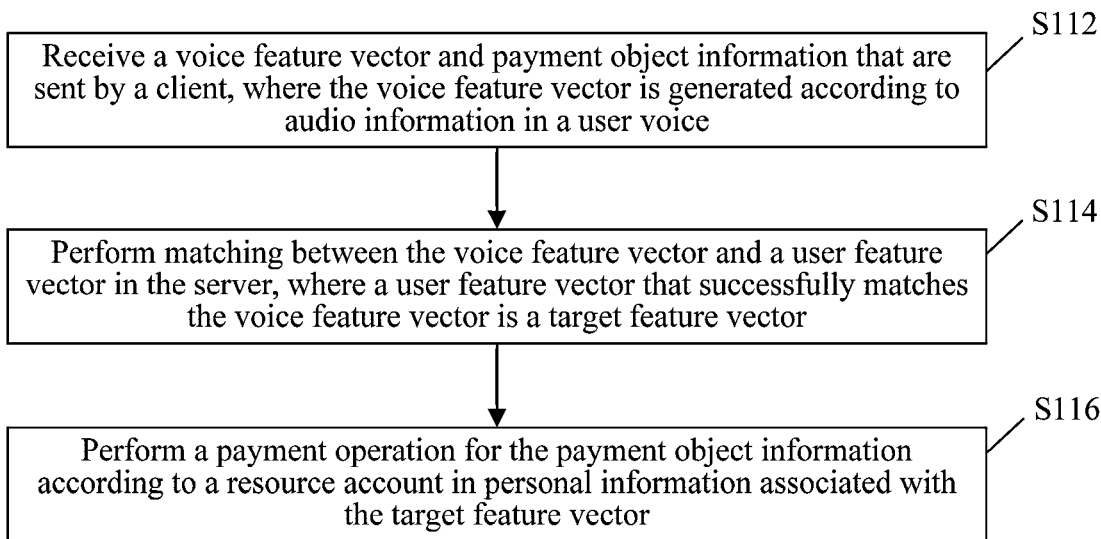 S112
Receive a voice feature vector and payment object information that are
sent by a client, where the voice feature vector is generated according to
audio information in a user voice
S114
Perform matching between the voice feature vector and a user feature
vector in the server, where a user feature vector that successfully matches
the voice feature vector is a target feature vector
S116
Perform a payment operation for the payment object information
according to a resource account in personal information associated with
the target feature vector